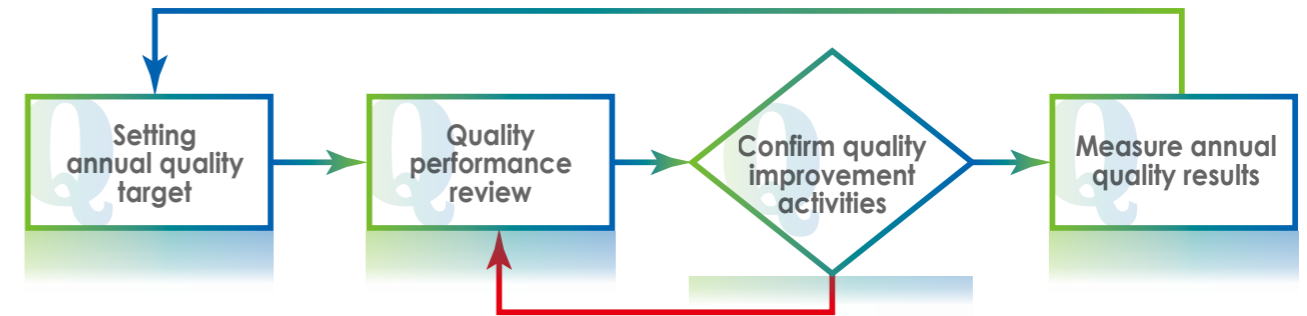 Setting
annual quality
target
Quality
performance
review
Confirm quality
improvement
activities
Measure annual
quality results